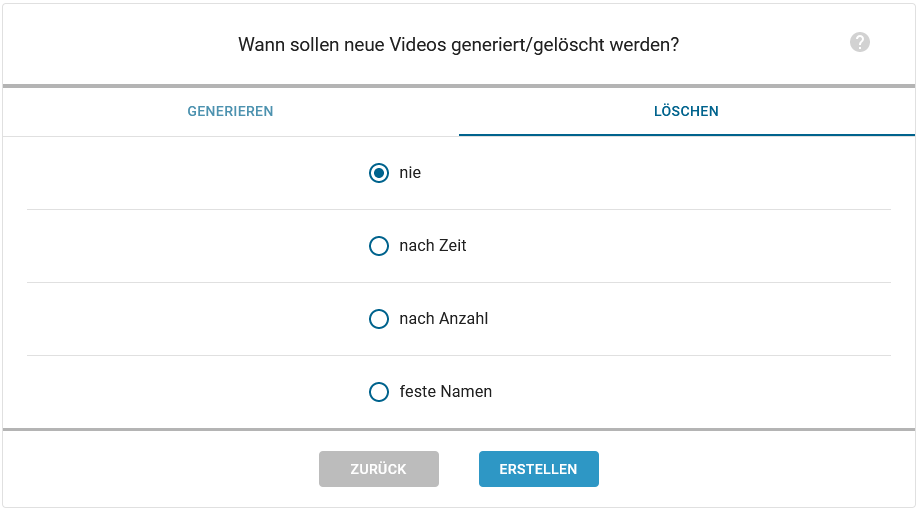 Wann sollen neue Videos generiert/gelöscht werden?
?
GENERIEREN
LÖSCHEN
nie
nach Zeit
nach Anzahl
feste Namen
ZURÜCK
ERSTELLEN